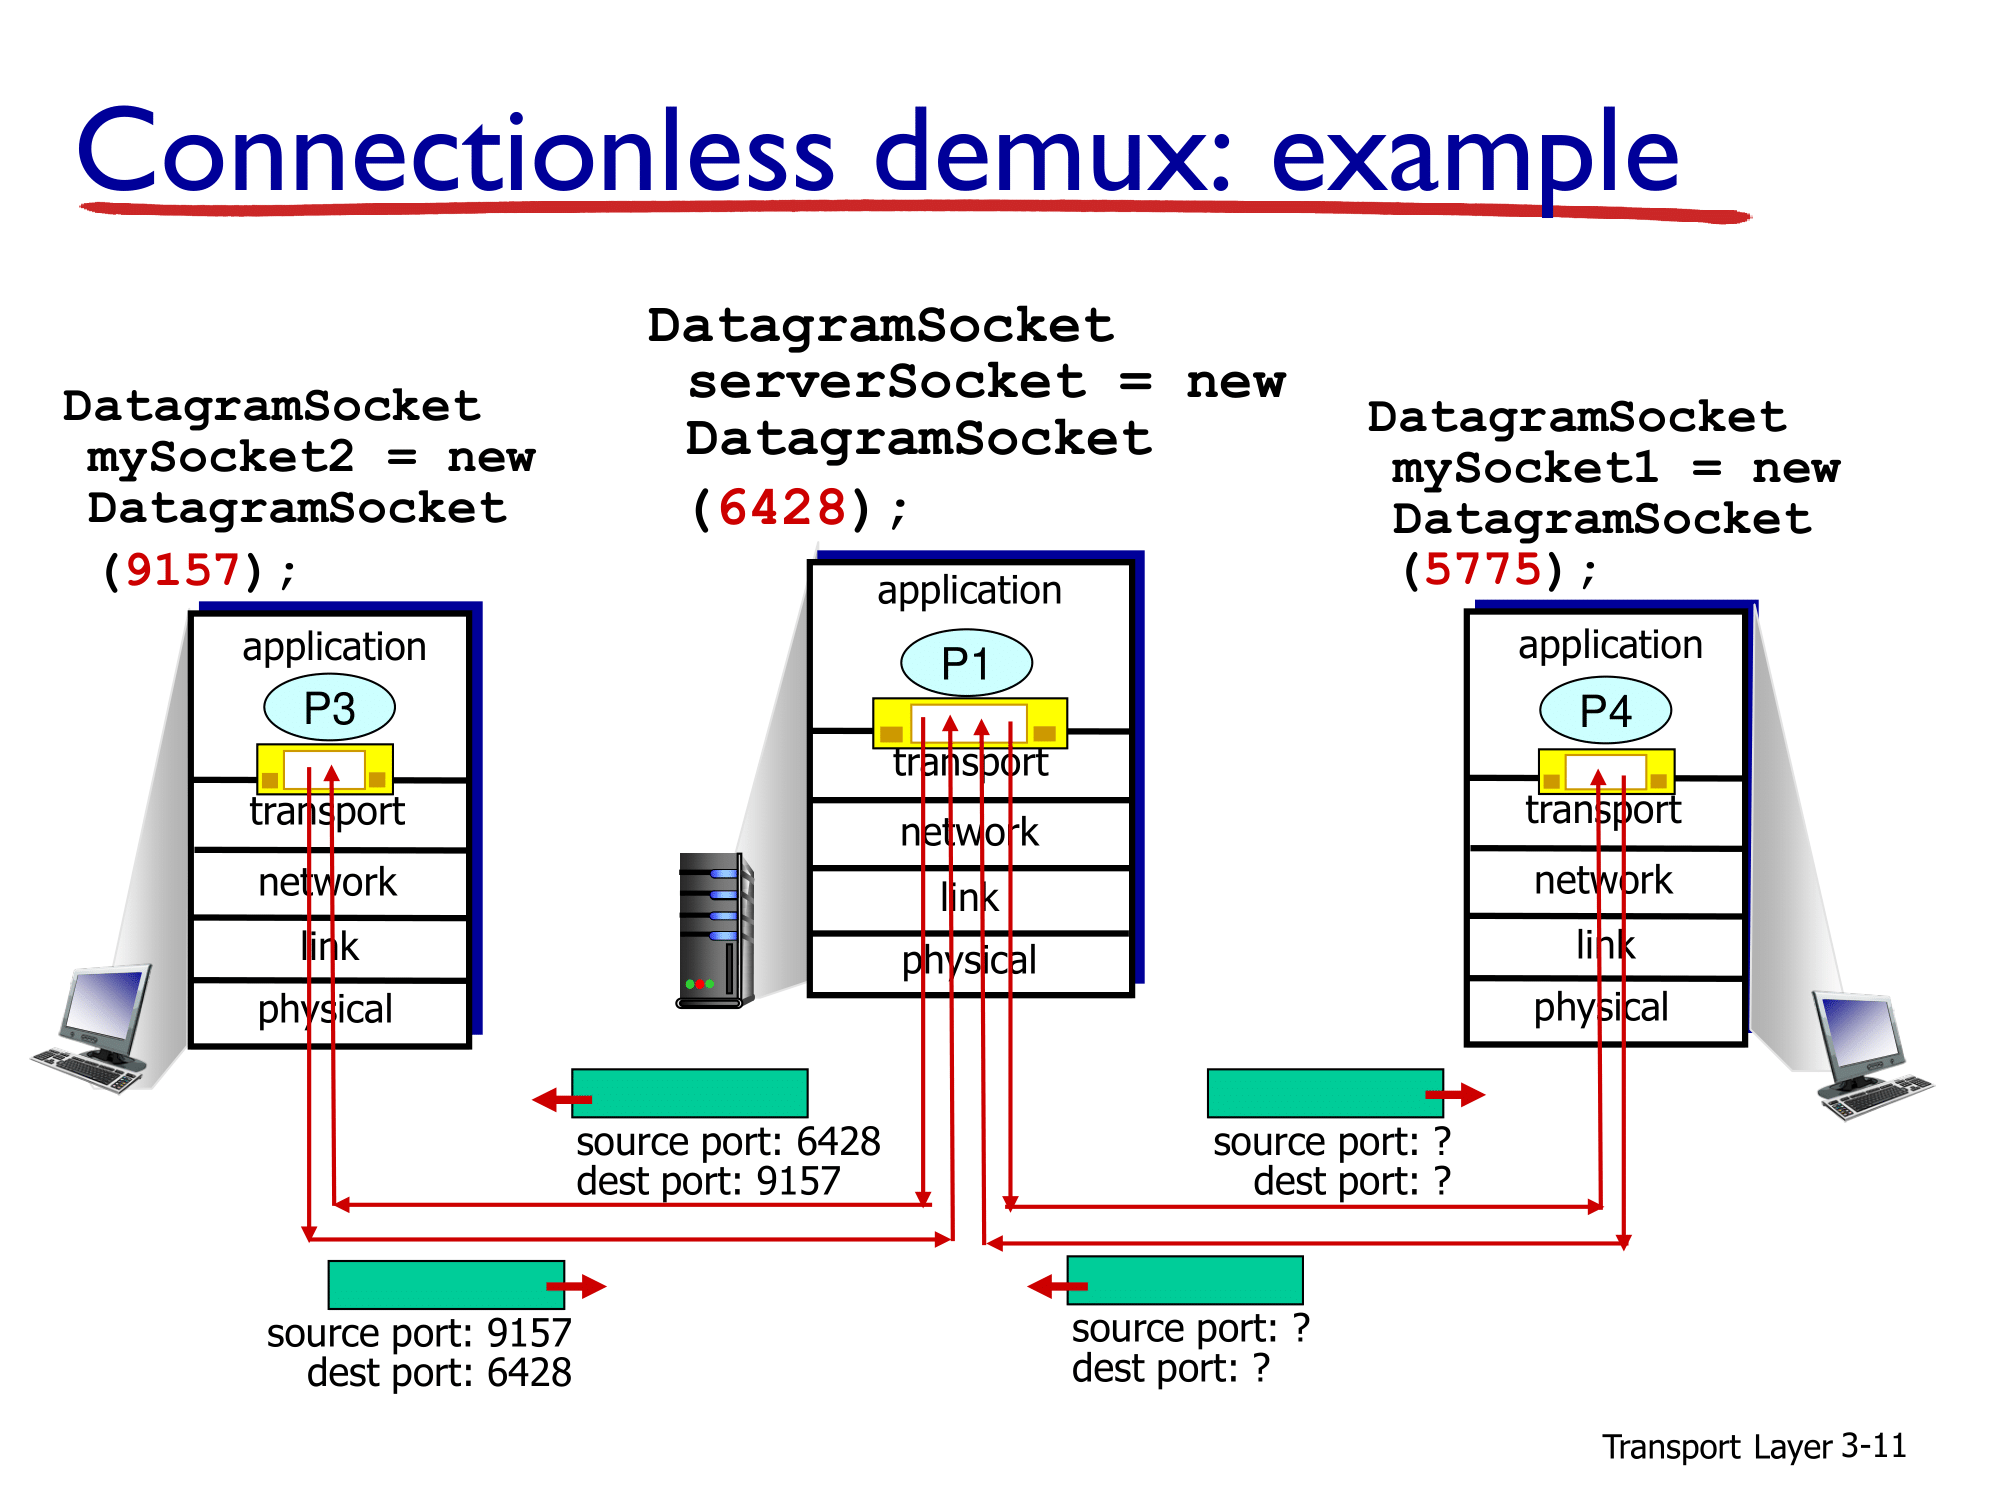 Connectionless demux: example
DatagramSocket
serverSocket = new
DatagramSocket
(6428);
DatagramSocket
mySocket2 = new
DatagramSocket
(9157);
DatagramSocket
mySocket1 = new
DatagramSocket
(5775);
application
P3
transport
network
link
physical
application
P1
transport
network
link
physical
application
P4
transport
network
link
physical
source port: 6428
dest port: 9157
source port: ?
dest port: ?
source port: 9157
dest port: 6428
source port: ?
dest port: ?
Transport Layer 3-11